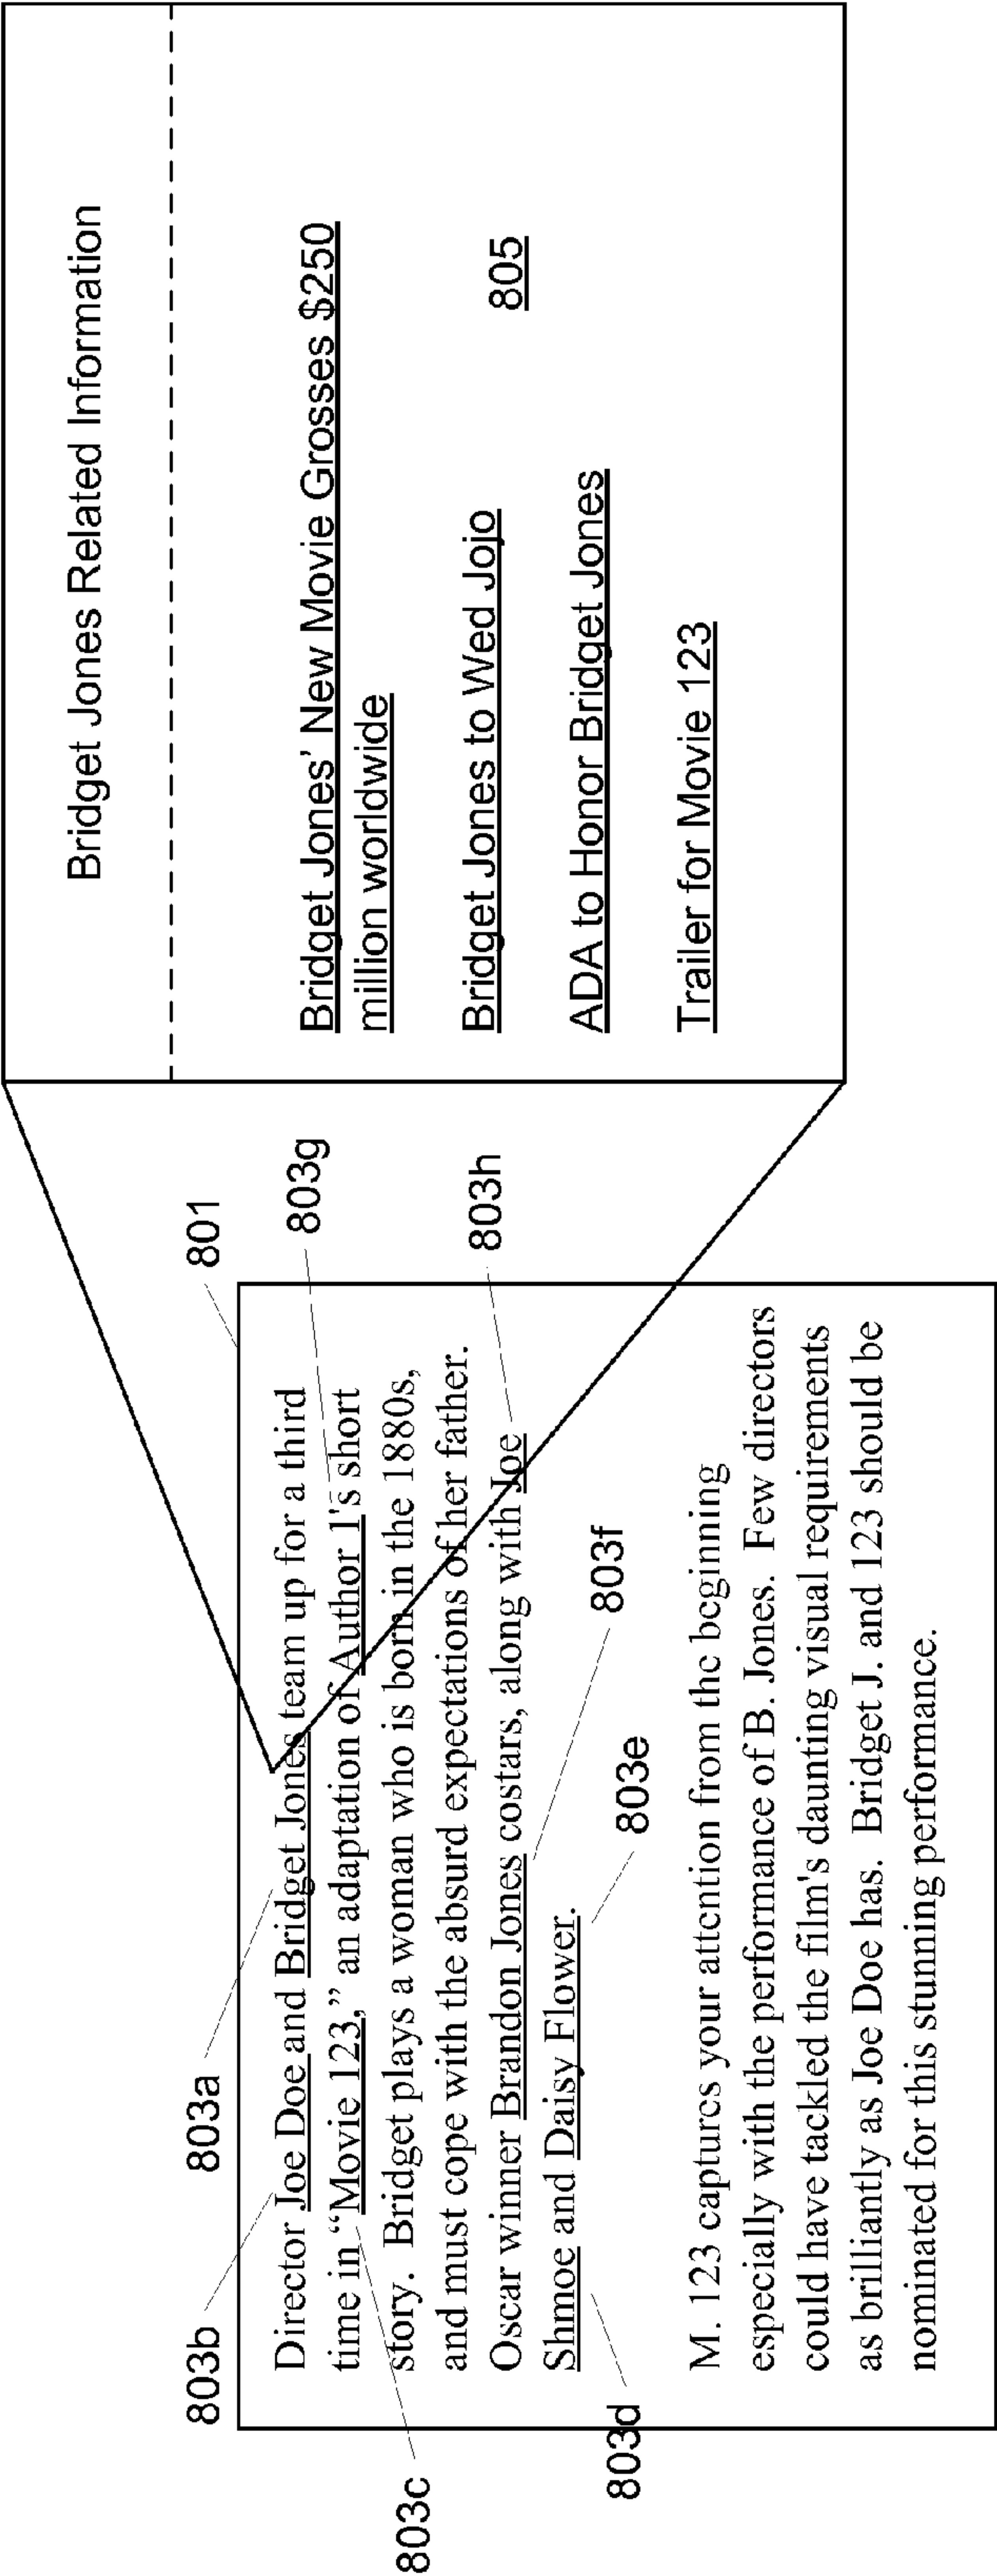 803b
803a
801
803g
803c
803h
803d
803e
803f
Director Joe Doe and Bridget Jones team up for a third
time in “Movie 123,” an adaptation of Author 1's short
story. Bridget plays a woman who is born in the 1880s,
and must cope with the absurd expectations of her father.
Oscar winner Brandon Jones costars, along with Joe
Shmoe and Daisy Flower.
M. 123 captures your attention from the beginning
especially with the performance of B. Jones. Few directors
could have tackled the film's daunting visual requirements
as brilliantly as Joe Doe has. Bridget J. and 123 should be
nominated for this stunning performance.
Bridget Jones Related Information
Bridget Jones’ New Movie Grosses $250
million worldwide
Bridget Jones to Wed Jojo
805
ADA to Honor Bridget Jones
Trailer for Movie 123